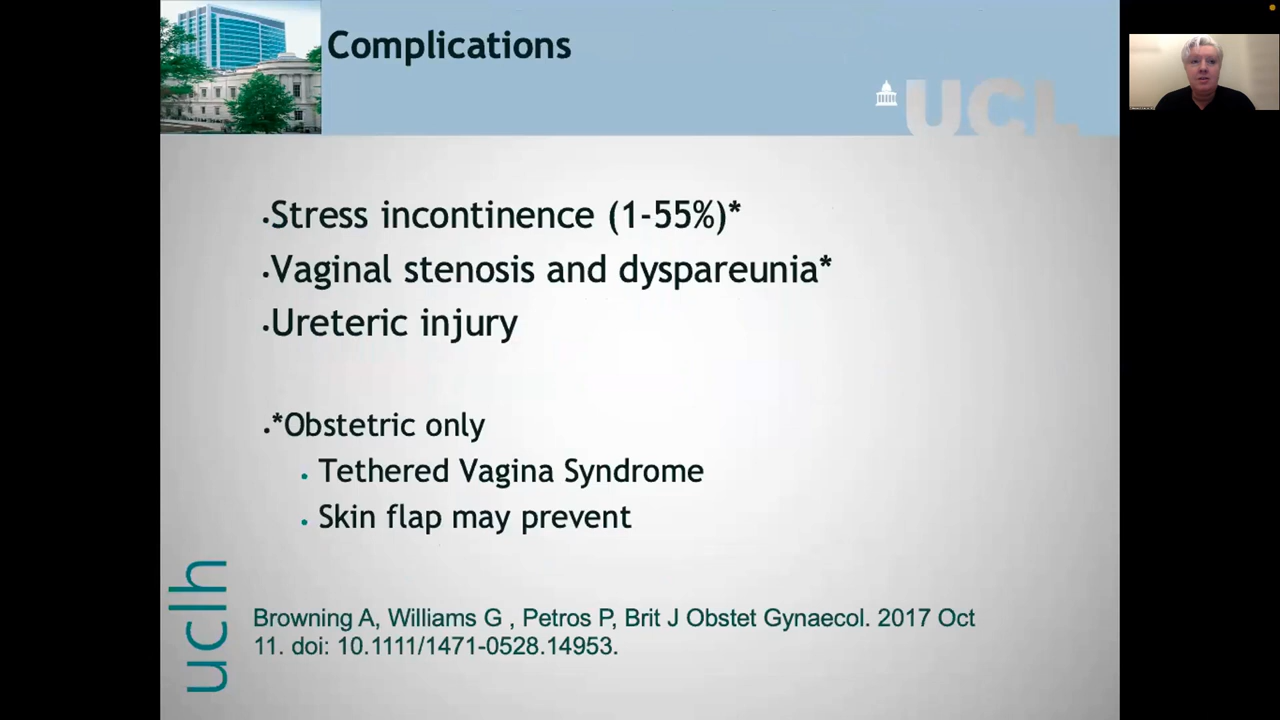 Complications
UCL
.Stress incontinence (1-55%)*
.Vaginal stenosis and dyspareunia*
.Ureteric injury
.*Obstetric only
. Tethered Vagina Syndrome
. Skin flap may prevent
uclh
Browning A, Williams G , Petros P, Brit J Obstet Gynaecol. 2017 Oct
11. doi: 10.1111/1471-0528.14953.